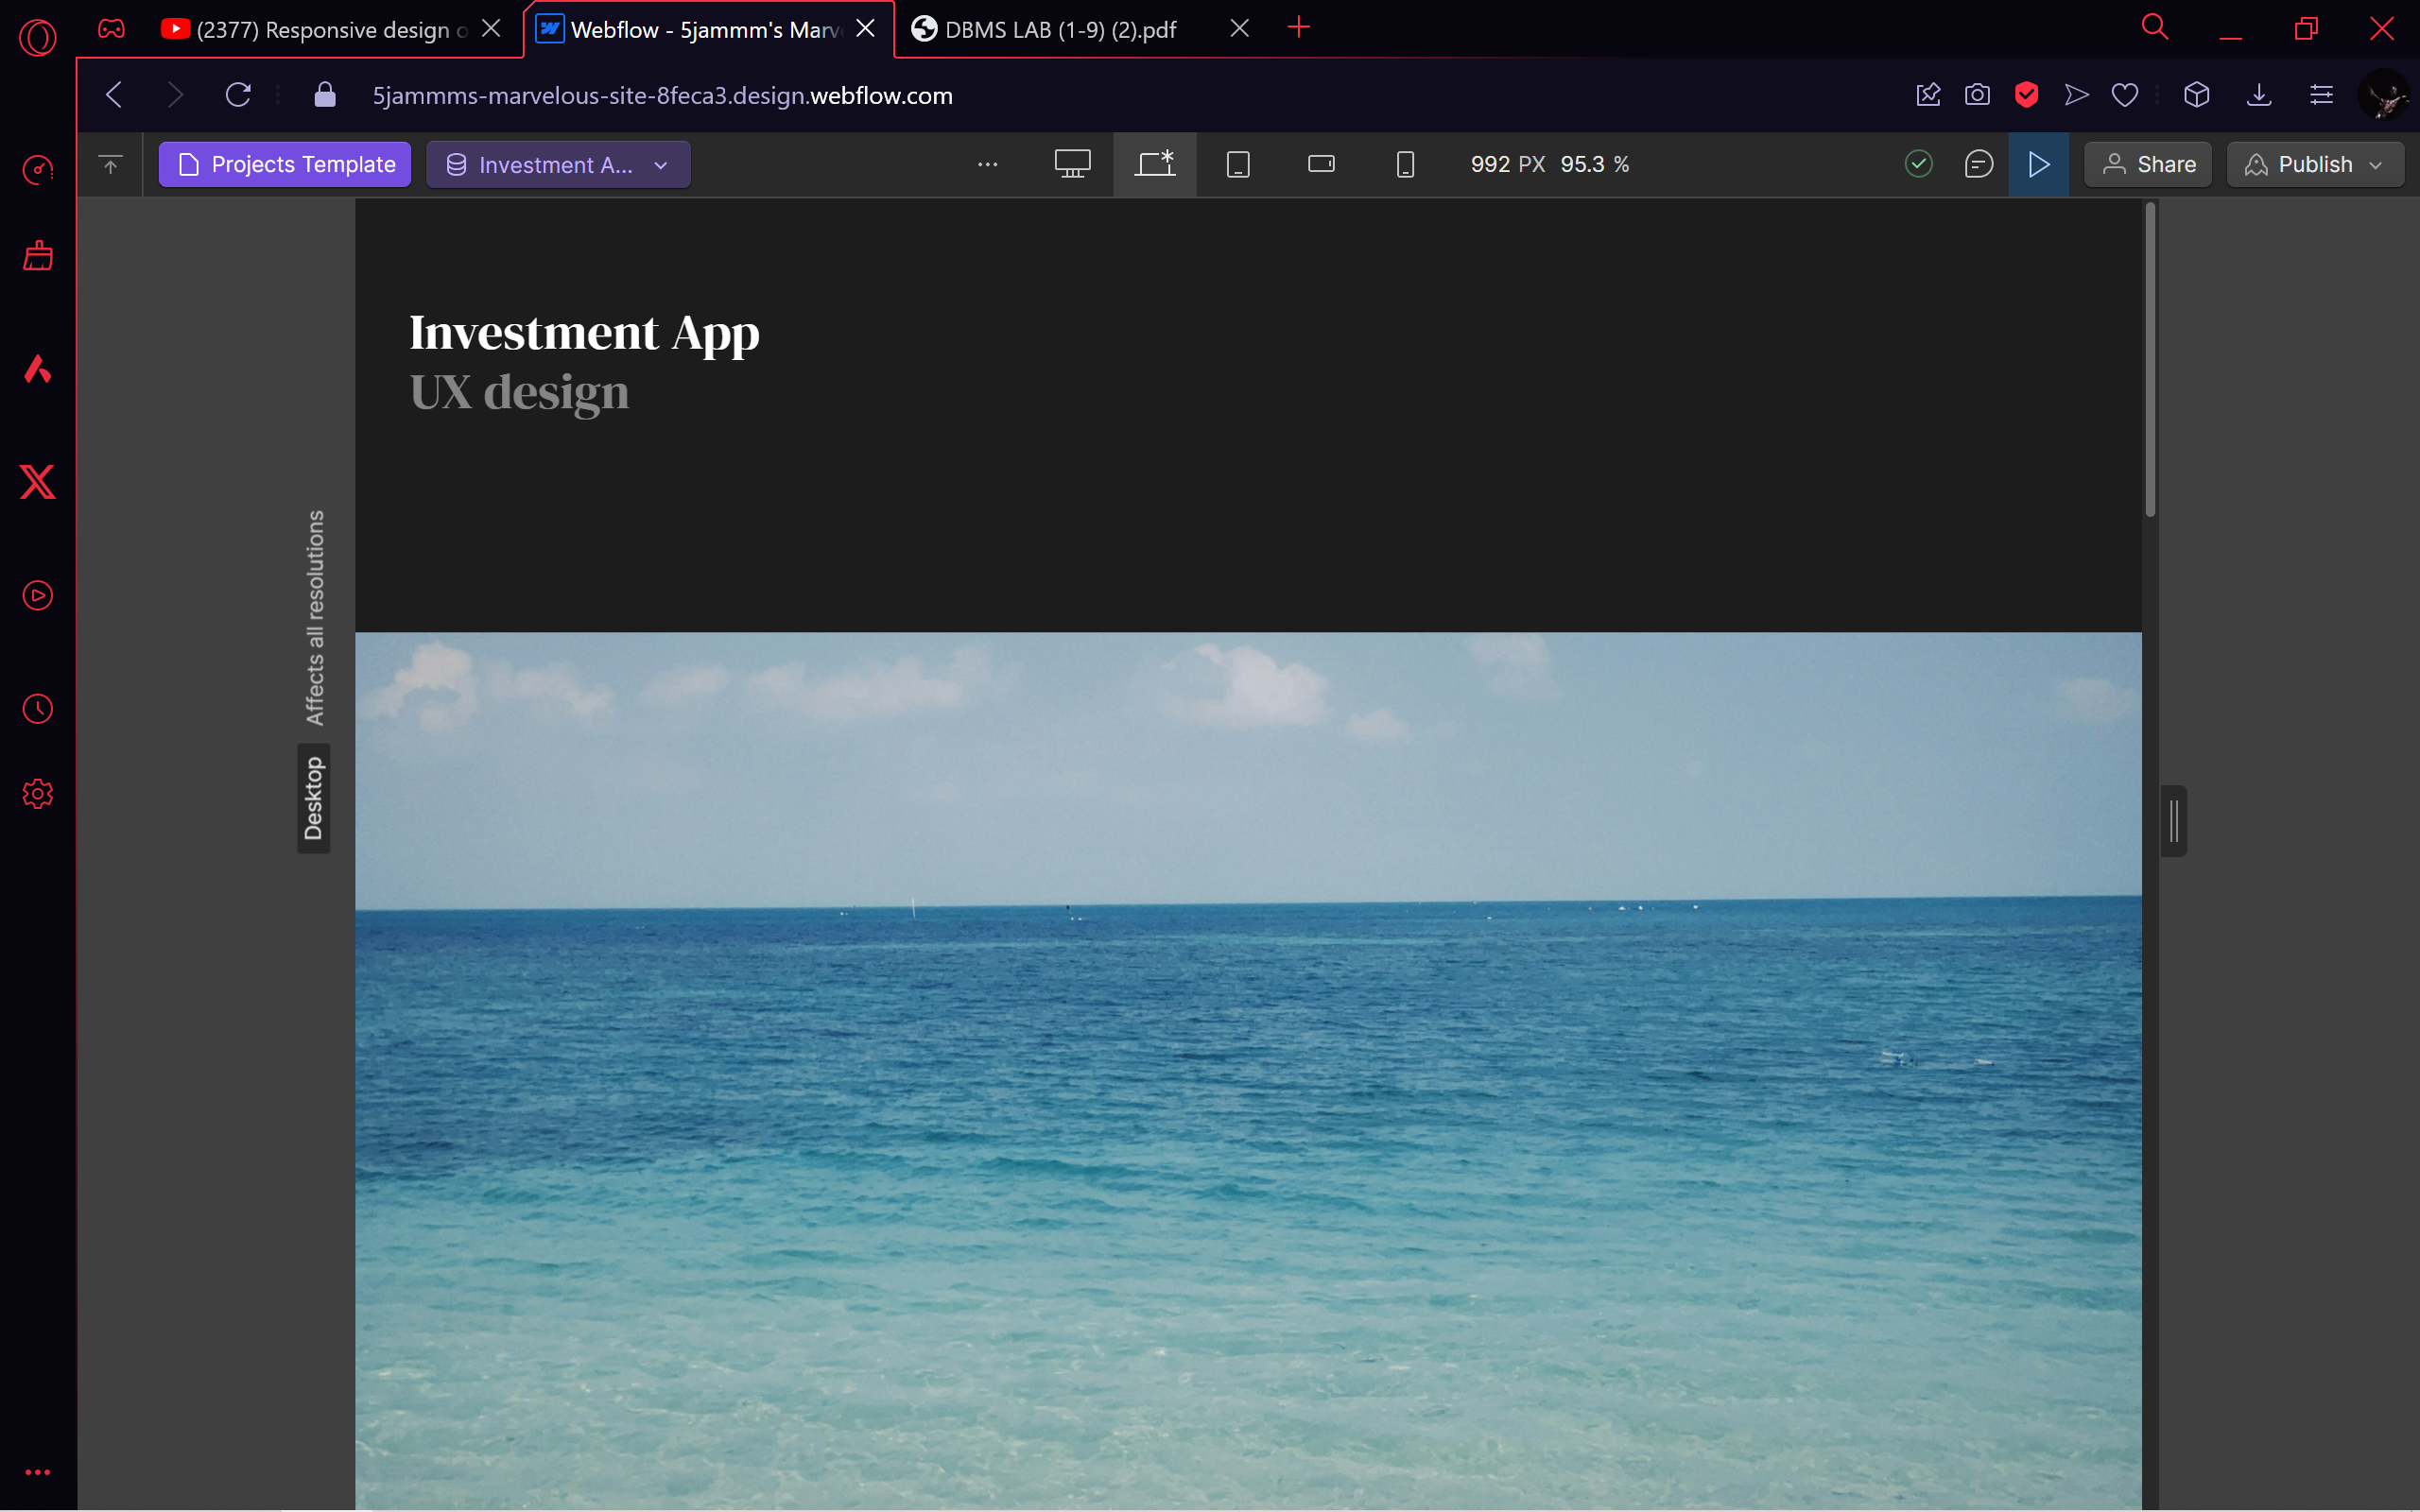 (2377) Responsive design o
Webflow - 5jammm's Marv
DBMS LAB (1-9) (2).pdf
5jammms-marvelous-site-8feca3.design.webflow.com
Projects Template
Investment A...
992 PX 95.3 %
Share
Publish
Investment App
UX design
Desktop Affects all resolutions